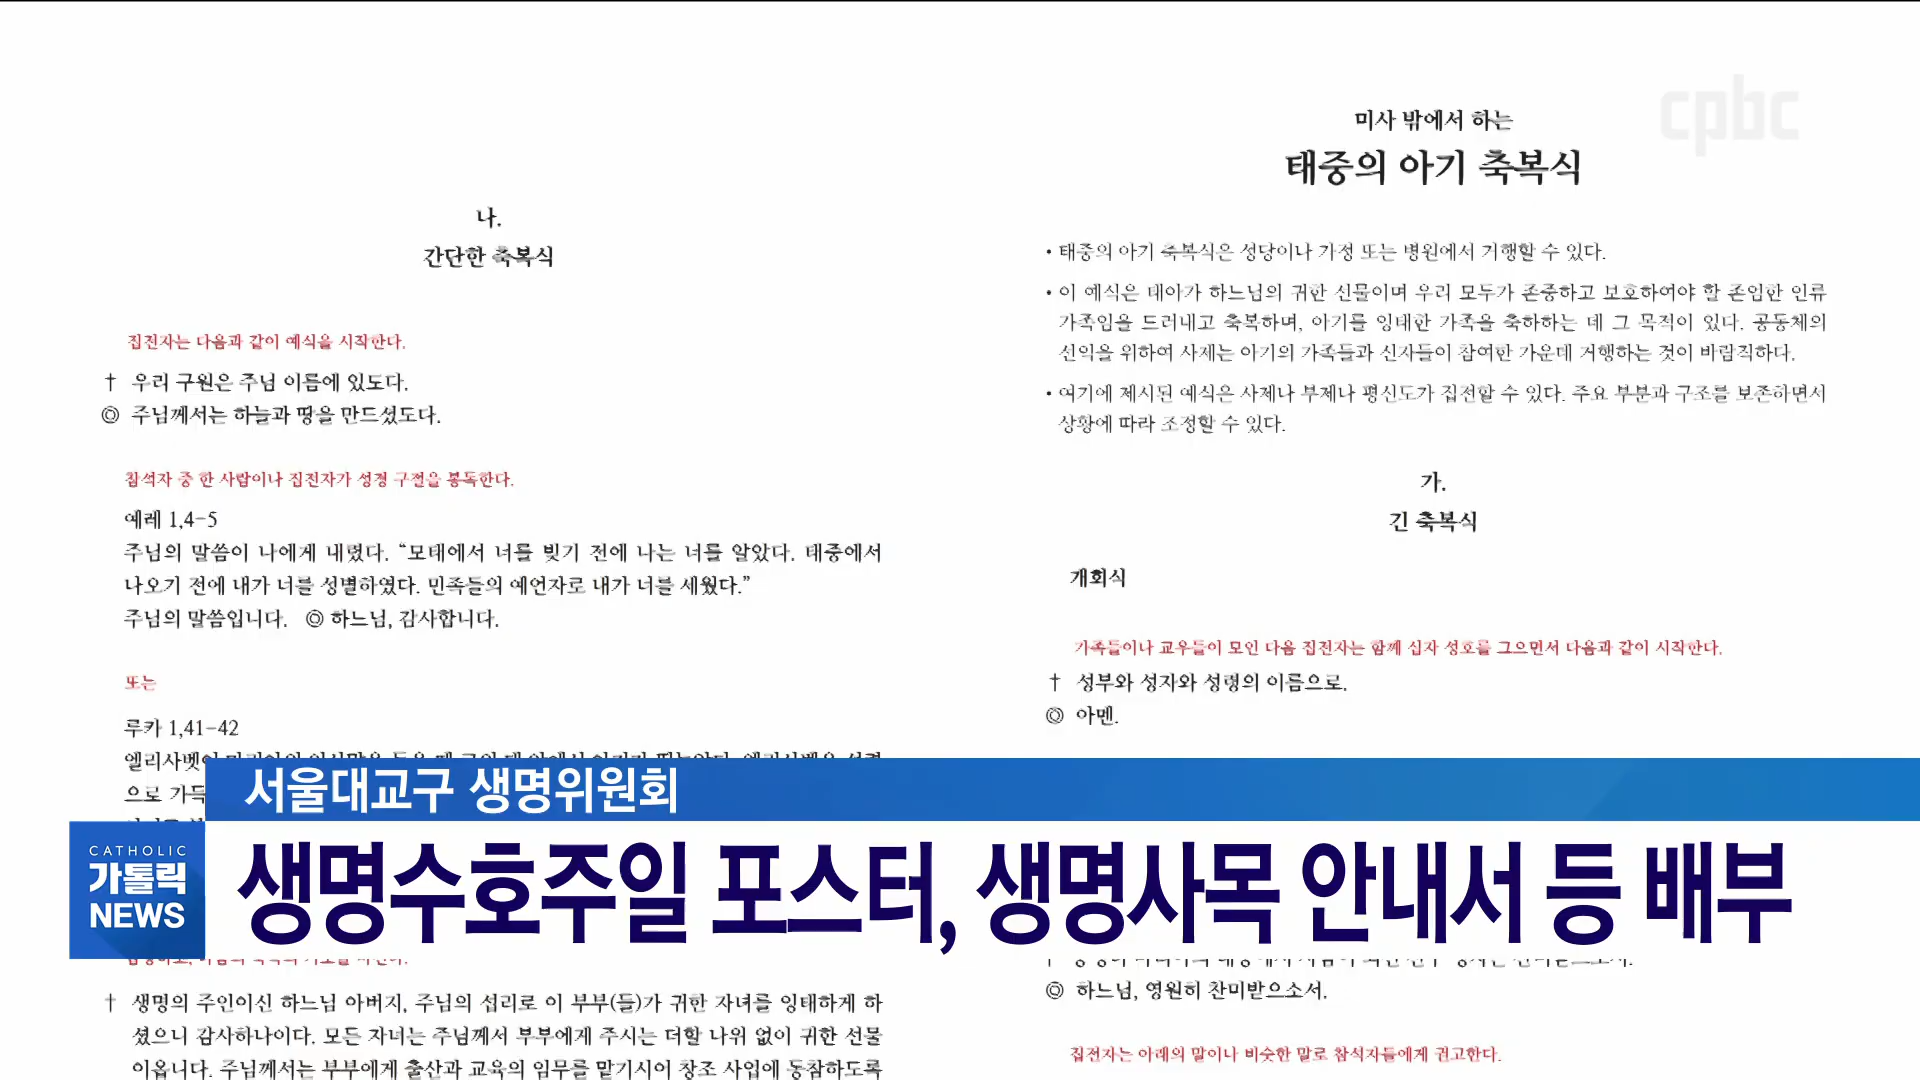 cpbc
나.
간단한 축복식
집전자는 다음과 같이 예식을 시작한다.
† 우리 구원은 주님 이름에 있도다.
◎ 주님께서는 하늘과 땅을 만드셨도다.
참석자 중 한 사람이나 집전자가 성경 구절을 봉독한다.
예레 1,4-5
주님의 말씀이 나에게 내렸다. “모태에서 너를 빚기 전에 나는 너를 알았다. 태중에서
나오기 전에 내가 너를 성별하였다. 민족들의 예언자로 내가 너를 세웠다.”
주님의 말씀입니다. ◎ 하느님, 감사합니다.
또는
루카 1,41-42
엘리사벳이
으로 가득
† 생명의 주인이신 하느님 아버지, 주님의 섭리로 이 부부(들)가 귀한 자녀를 잉태하게 하
셨으니 감사하나이다. 모든 자녀는 주님께서 부부에게 주시는 더할 나위 없이 귀한 선물
이옵니다. 주님께서는 부부에게 출산과 교육의 임무를 맡기시어 창조 사업에 동참하도록
미사 밖에서 하는
태중의 아기 축복식
• 태중의 아기 축복식은 성당이나 가정 또는 병원에서 거행할 수 있다.
• 이 예식은 태아가 하느님의 귀한 선물이며 우리 모두가 존중하고 보호하여야 할 존엄한 인류
가족임을 드러내고 축복하며, 아기를 잉태한 가족을 축하하는 데 그 목적이 있다. 공동체의
선익을 위하여 사제는 아기의 가족들과 신자들이 참여한 가운데 거행하는 것이 바람직하다.
• 여기에 제시된 예식은 사제나 부제나 평신도가 집전할 수 있다. 주요 부분과 구조를 보존하면서
상황에 따라 조정할 수 있다.
가.
긴 축복식
개회식
가족들이나 교우들이 모인 다음 집전자는 함께 십자 성호를 그으면서 다음과 같이 시작한다.
† 성부와 성자와 성령의 이름으로.
◎ 아멘.
◎ 하느님, 영원히 찬미받으소서.
집전자는 아래의 말이나 비슷한 말로 참석자들에게 권고한다.
서울대교구 생명위원회
CATHOLIC
가톨릭
NEWS
생명수호주일 포스터, 생명사목 안내서 등 배부